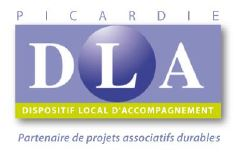 PICARDIE
DLA
DISPOSITIF LOCAL D'ACCOMPAGNEMENT
Partenaire de projets associatifs durables